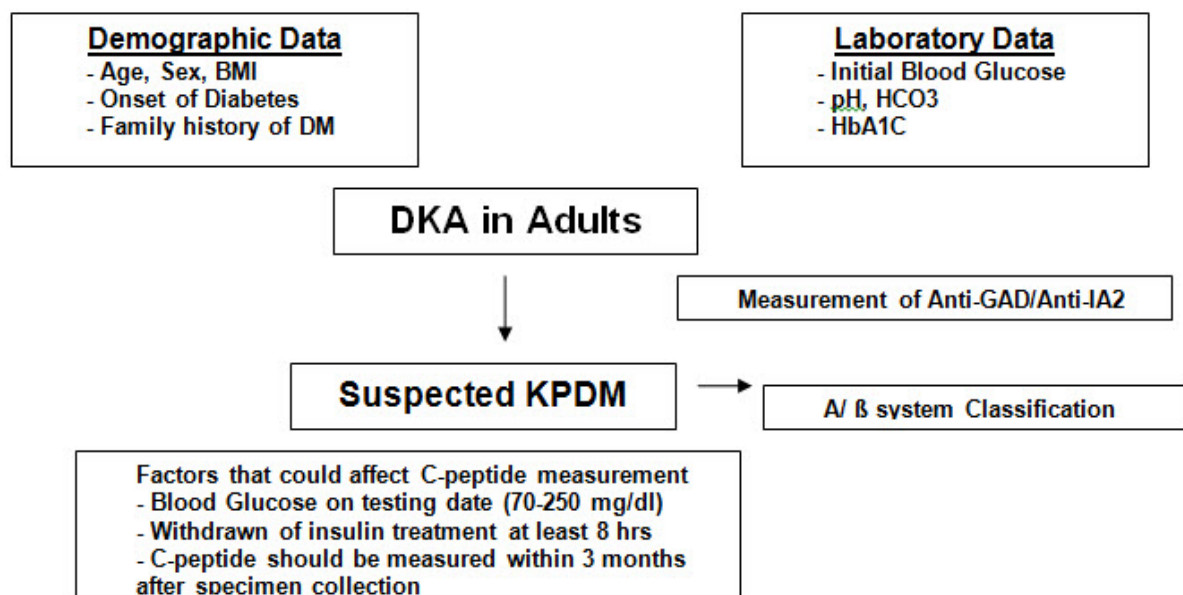 Demographic Data
- Age, Sex, BMI
- Onset of Diabetes
- Family history of DM
Laboratory Data
- Initial Blood Glucose
- pH, HCO3
- HbA1C
DKA in Adults
Measurement of Anti-GAD/Anti-IA2
Suspected KPDM
A/ ß system Classification
Factors that could affect C-peptide measurement
- Blood Glucose on testing date (70-250 mg/dl)
- Withdrawn of insulin treatment at least 8 hrs
- C-peptide should be measured within 3 months
after specimen collection